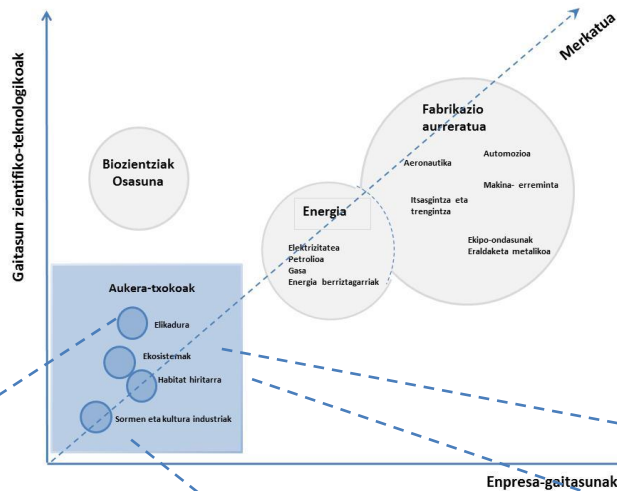 Merkatua
Gaitasun zientifiko-teknologikoak
Fabrikazio
aurreratua
Aeronautika
Automozioa
Makina- erreminta
Itsasgintza eta
trengintza
Ekipo-ondasunak
Eraldaketa metalikoa
Biozientziak
Osasuna
Energia
Elektrizitatea
Petrolioa
Gasa
Energia berriztagarriak
Aukera-txokoak
Elikadura
Ekosistemak
Habitat hiritarra
Sormen eta kultura industriak
Enpresa-gaitasunak